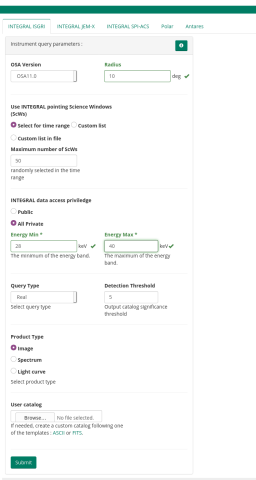 INTEGRAL ISGRI INTEGRAL JEM-X INTEGRAL SPI-ACS Polar Antares
Instrument query parameters :
OSA Version Radius
OSA11.0 10 deg
Use INTEGRAL pointing Science Windows
(ScWs)
Select for time range Custom list
Custom list in file
Maximum number of ScWs
50
randomly selected in the time
range
INTEGRAL data access priviledge
Public
All Private
Energy Min * Energy Max *
28 keV 40 keV
The minimum of the energy band. The maximum of the energy
band.
Query Type Detection Threshold
Real 5
Select query type Output catalog significance
threshold
Product Type
Image
Spectrum
Light curve
Select product type
User catalog
Browse... No file selected.
If needed, create a custom catalog following one
of the templates : ASCII or FITS.
Submit